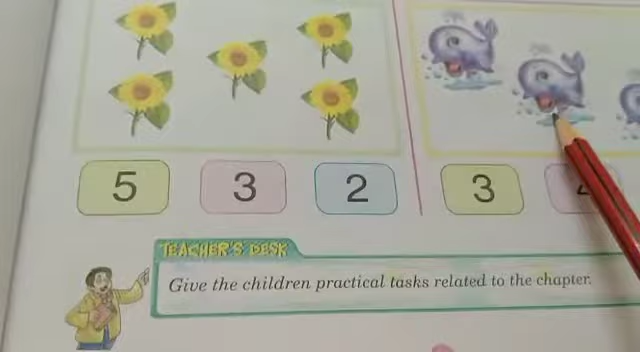 5 3 2 3
TEACHER'S DESK
Give the children practical tasks related to the chapter.